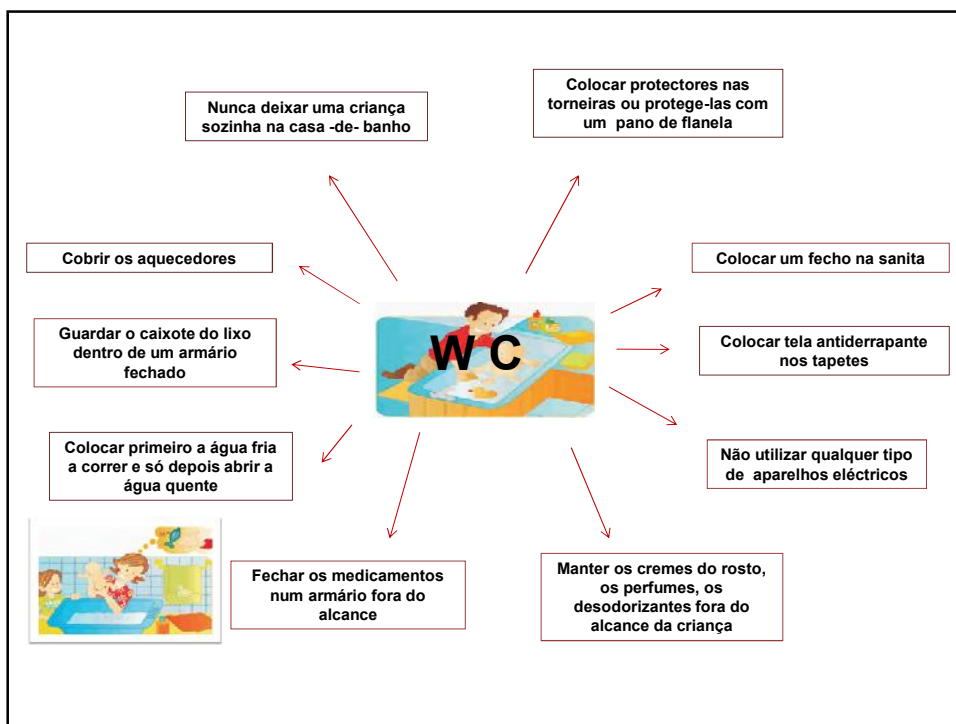 Nunca deixar uma criança
sozinha na casa -de- banho
Colocar protectores nas
torneiras ou protege-las com
um pano de flanela
Cobrir os aquecedores
Colocar um fecho na sanita
Guardar o caixote do lixo
dentro de um armário
fechado
W C
Colocar tela antiderrapante
nos tapetes
Colocar primeiro a água fria
a correr e só depois abrir a
água quente
Não utilizar qualquer tipo
de aparelhos eléctricos
Fechar os medicamentos
num armário fora do
alcance
Manter os cremes do rosto,
os perfumes, os
desodorizantes fora do
alcance da criança